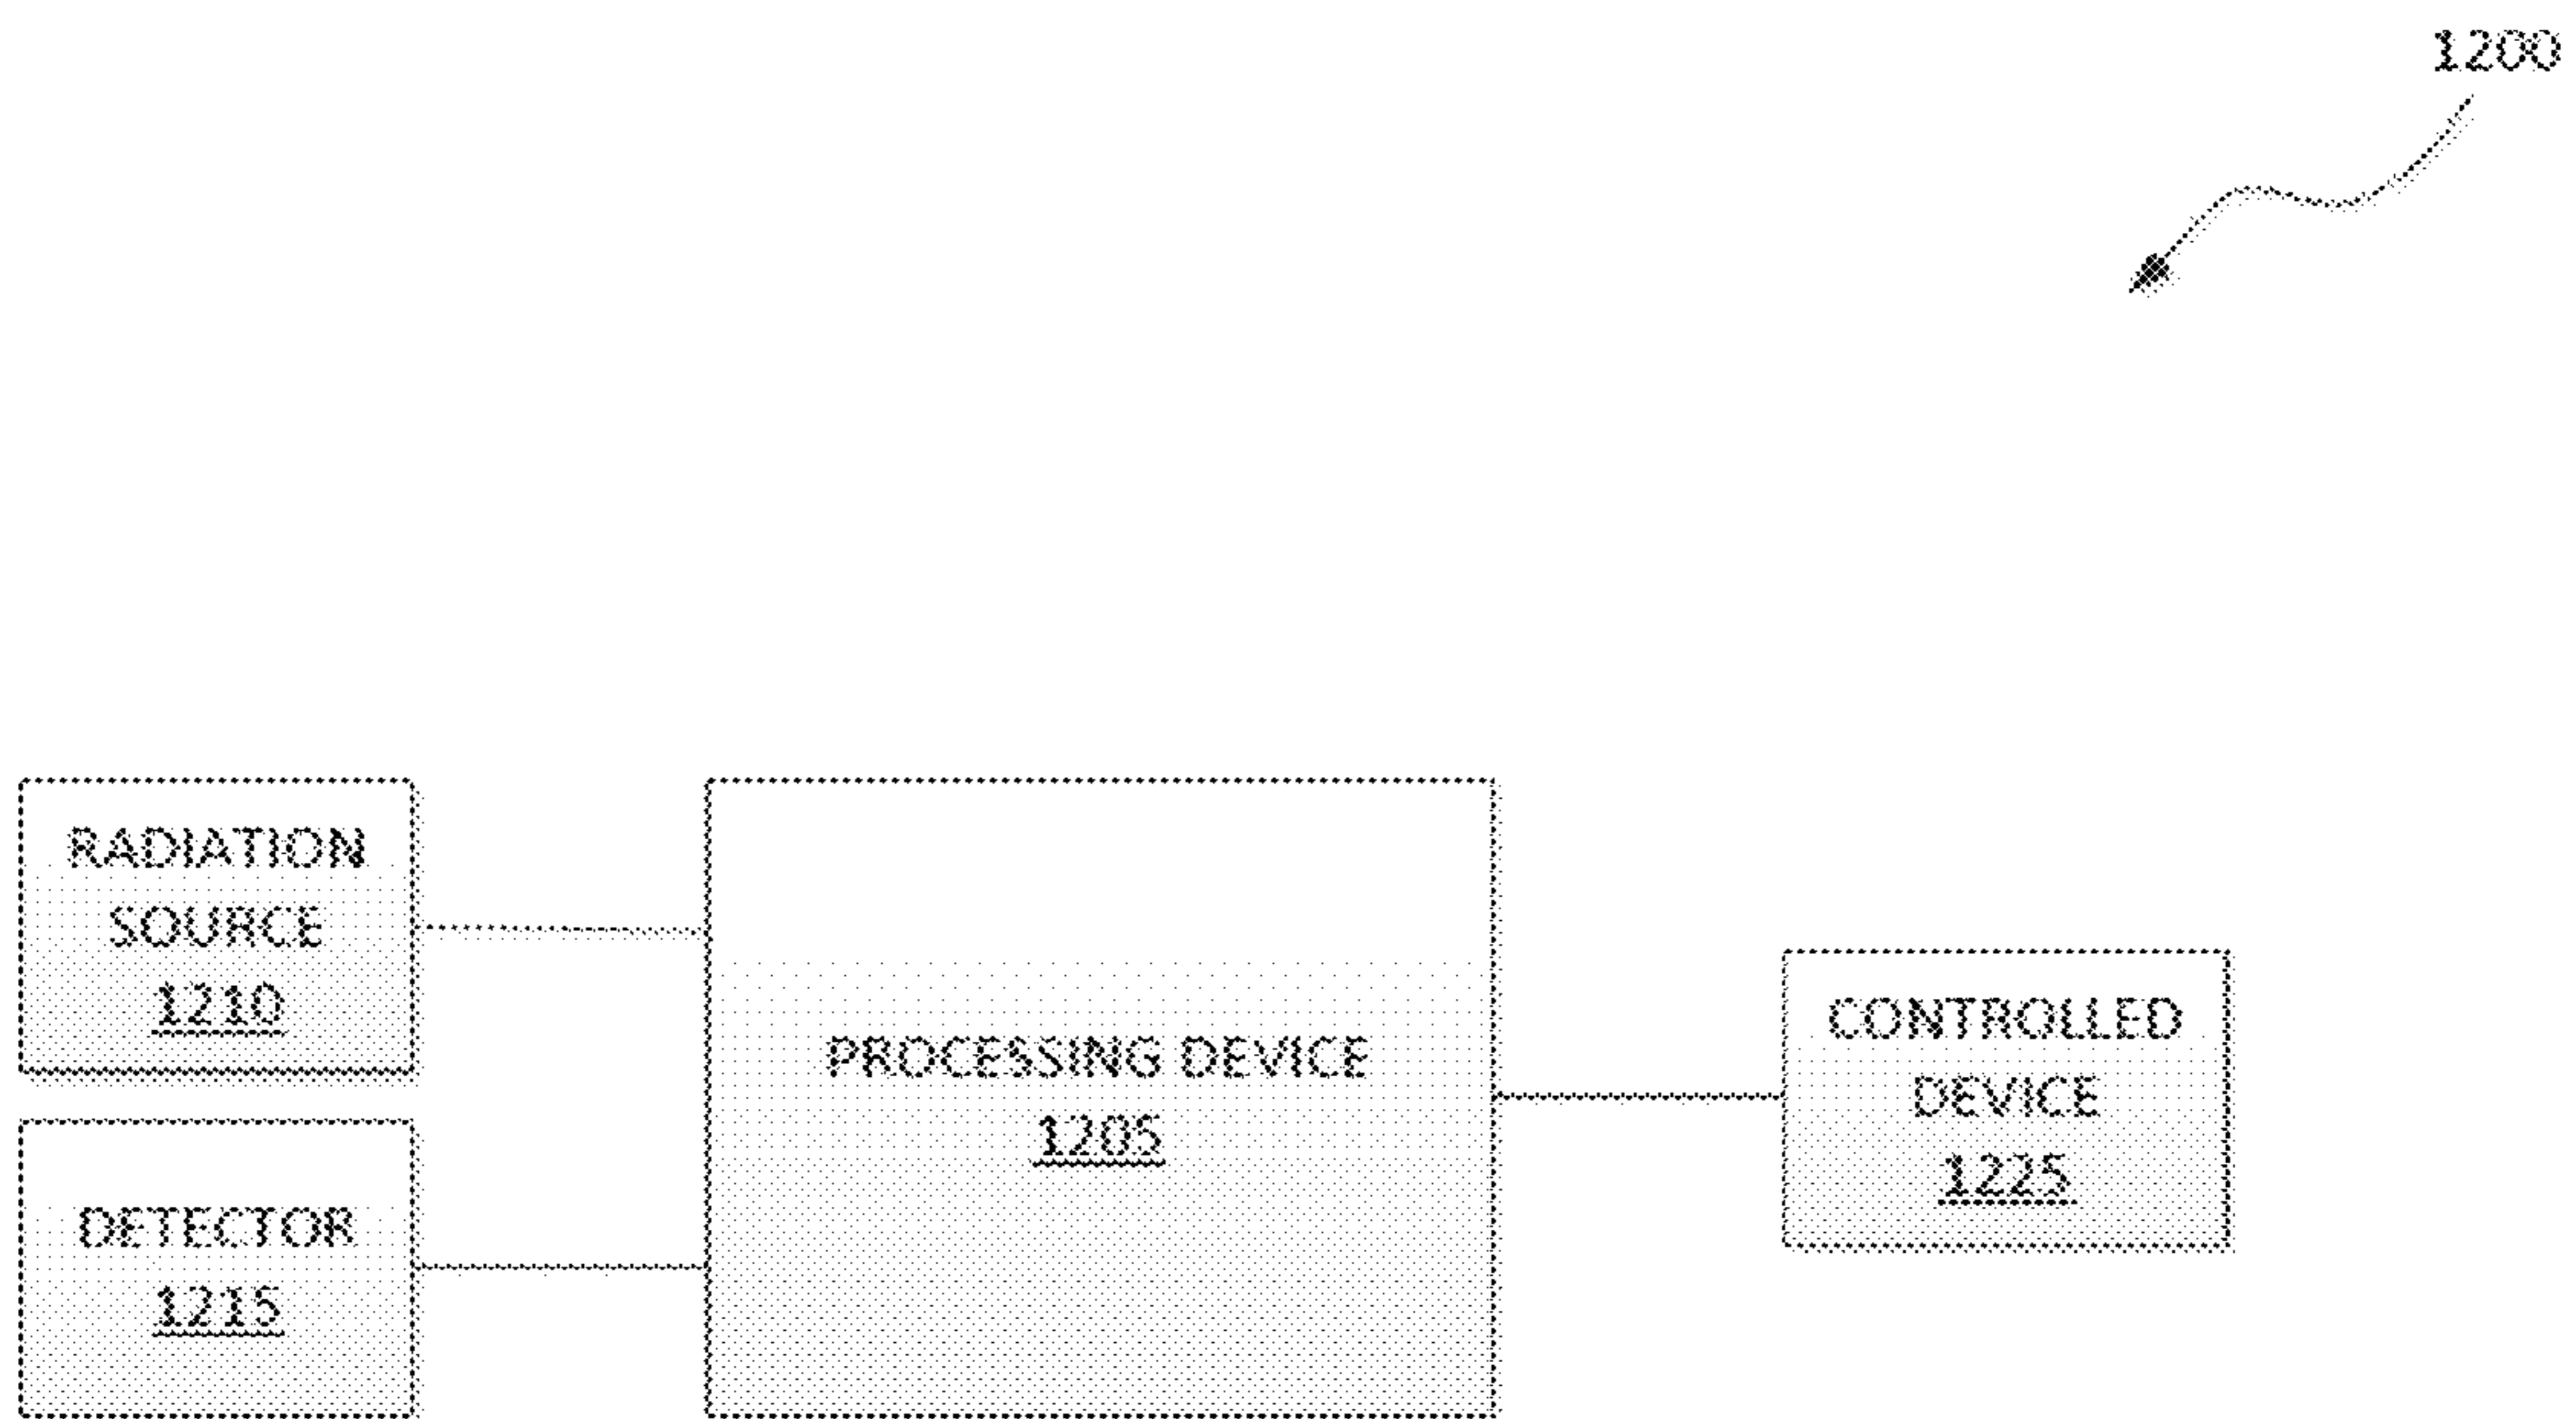 1200
RADIATION
SOURCE
1210
PROCESSING DEVICE
1205
CONTROLLED
DEVICE
1225
DETECTOR
1215